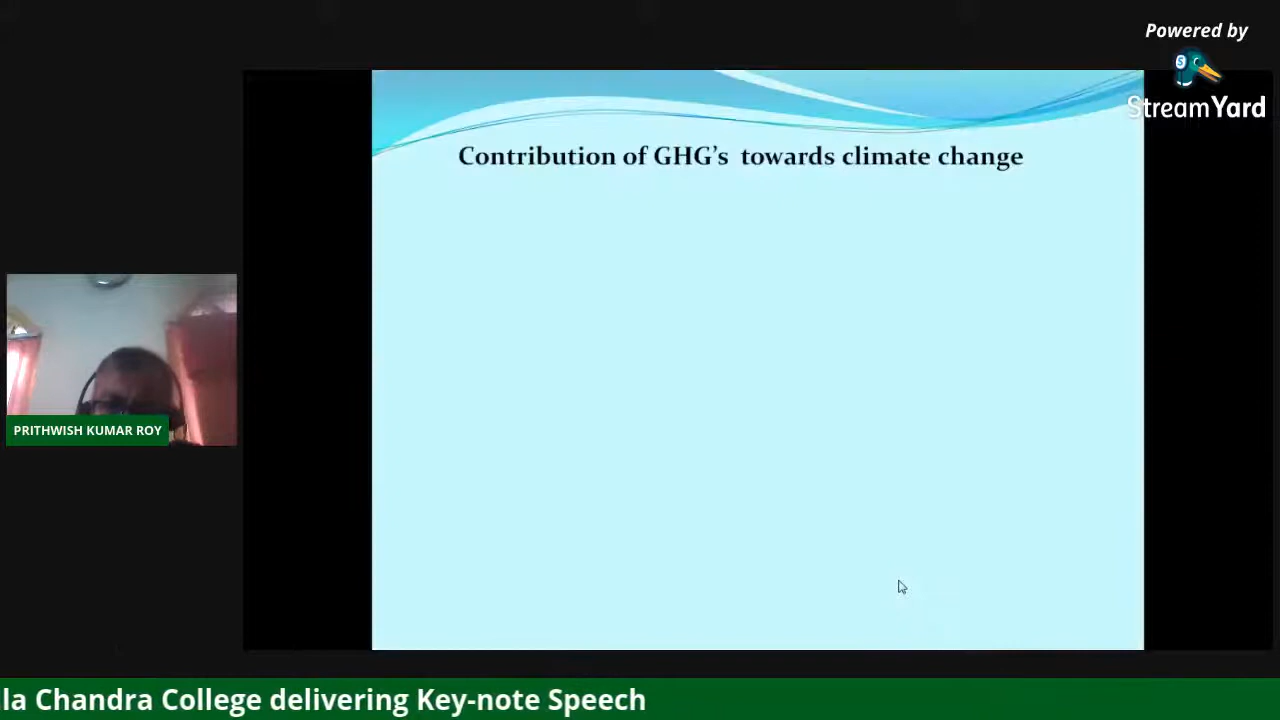 Powered by
StreamYard
Contribution of GHG's towards climate change
PRITHWISH KUMAR ROY
la Chandra College delivering Key-note Speech